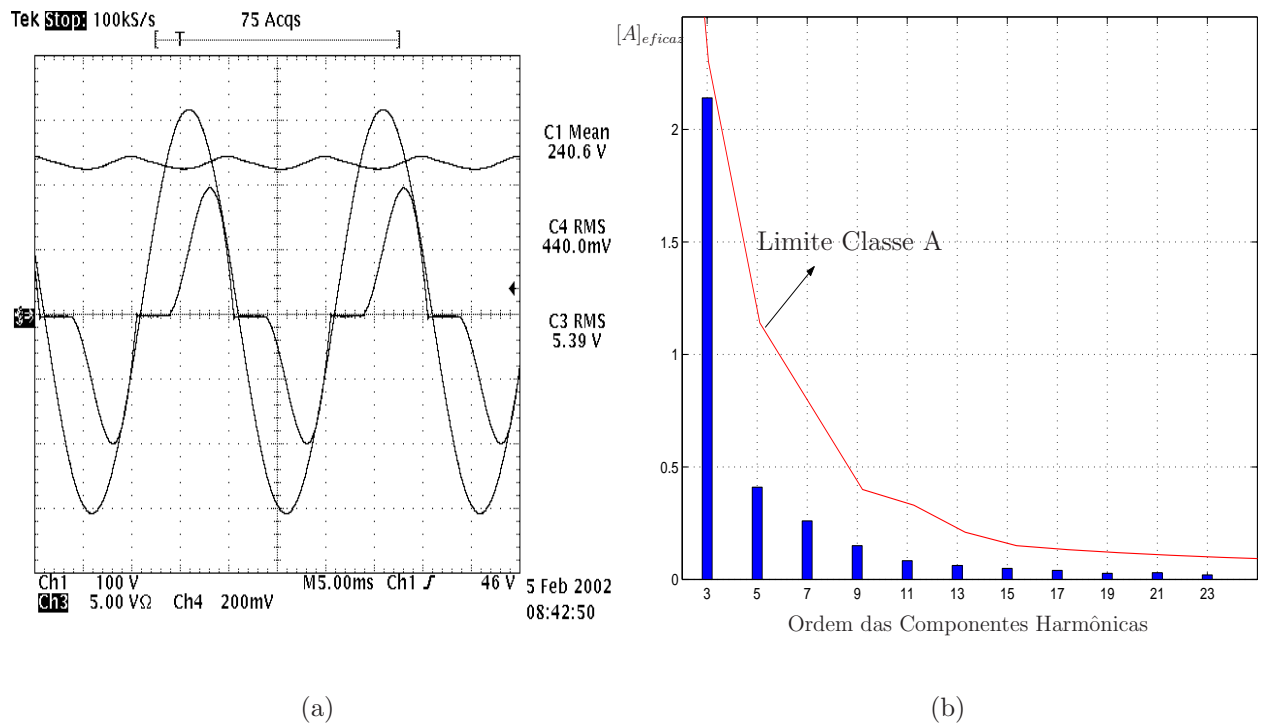 Tek Stop: 100kS/s 75 Acqs
T
C1 Mean
240.6 V
C4 RMS
440.0mV
C3 RMS
5.39 V
Ch1 100 V M5.00ms Ch1 46 V
Ch3 5.00 VΩ Ch4 200mV
5 Feb 2002
08:42:50
(a)
[A]eficaz
2
1.5
1
0.5
0
Limite Classe A
3 5 7 9 11 13 15 17 19 21 23
Ordem das Componentes Harmônicas
(b)